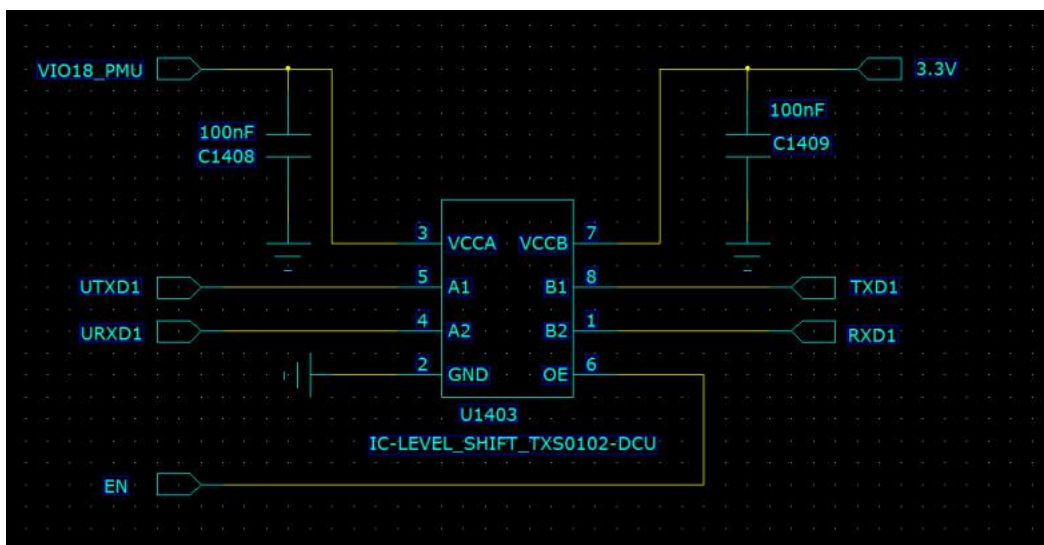 VIO18_PMU
3.3V
100nF
C1408
100nF
C1409
3 VCCA VCCB 7
UTXD1 5 A1 B1 8 TXD1
URXD1 4 A2 B2 1 RXD1
2 GND OE 6
U1403
IC-LEVEL_SHIFT_TXS0102-DCU
EN